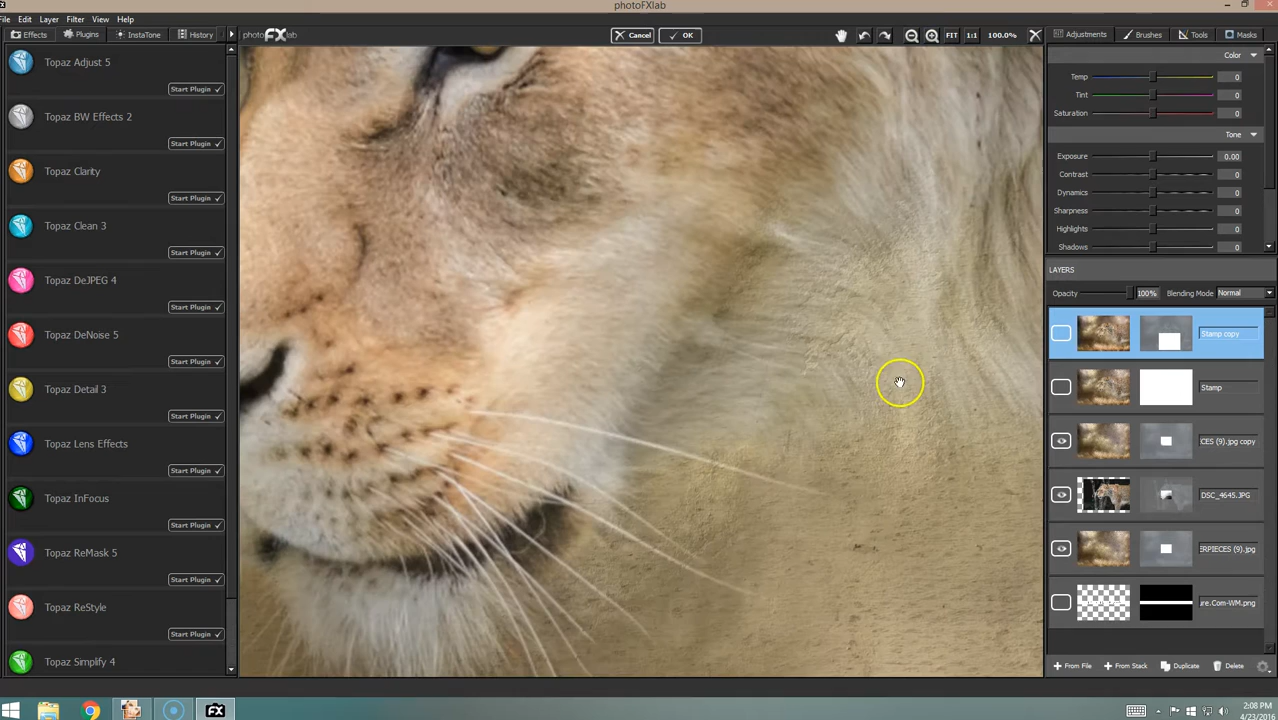 photoFXlab
File Edit Layer Filter View Help
Effects Plugins InstaTone History
photo FX lab
Cancel OK
FIT 1:1 100.0%
Adjustments Brushes Tools Masks
Topaz Adjust 5
Start Plugin
Topaz BW Effects 2
Start Plugin
Topaz Clarity
Start Plugin
Topaz Clean 3
Start Plugin
Topaz DeJPEG 4
Start Plugin
Topaz DeNoise 5
Start Plugin
Topaz Detail 3
Start Plugin
Topaz Lens Effects
Start Plugin
Topaz InFocus
Start Plugin
Topaz ReMask 5
Start Plugin
Topaz ReStyle
Start Plugin
Topaz Simplify 4
Color
Temp 0
Tint 0
Saturation 0
Tone
Exposure 0.00
Contrast 0
Dynamics 0
Sharpness 0
Highlights 0
Shadows 0
LAYERS
Opacity 100% Blending Mode Normal
Stamp copy
Stamp
CES (9).jpg copy
DSC_4645.JPG
ERPIECES (9).jpg
ure.Com-WM.png
From File From Stack Duplicate Delete
FX
2:08 PM
4/23/2016